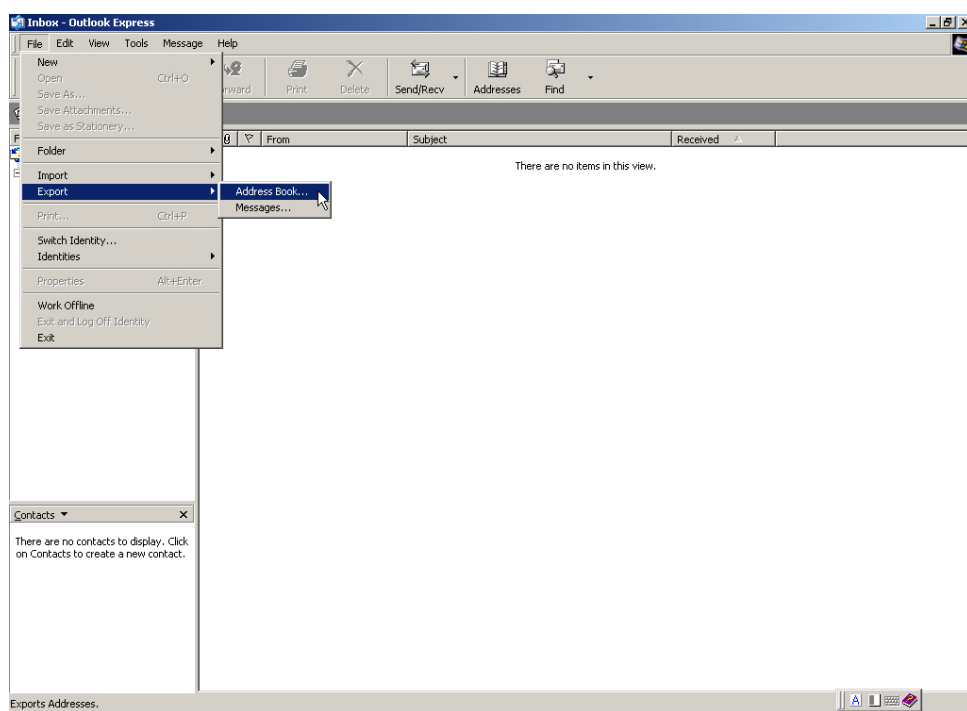 Inbox - Outlook Express
File Edit View Tools Message Help
New
Open Ctrl+O
Save As...
Save Attachments...
Save as Stationery...
Folder
Import
Export
Print... Ctrl+P
Switch Identity...
Identities
Properties Alt+Enter
Work Offline
Exit and Log Off Identity
Exit
Address Book...
Messages...
Print Delete Send/Recv Addresses Find
From Subject Received
There are no items in this view.
Contacts
There are no contacts to display. Click
on Contacts to create a new contact.
Exports Addresses.
A